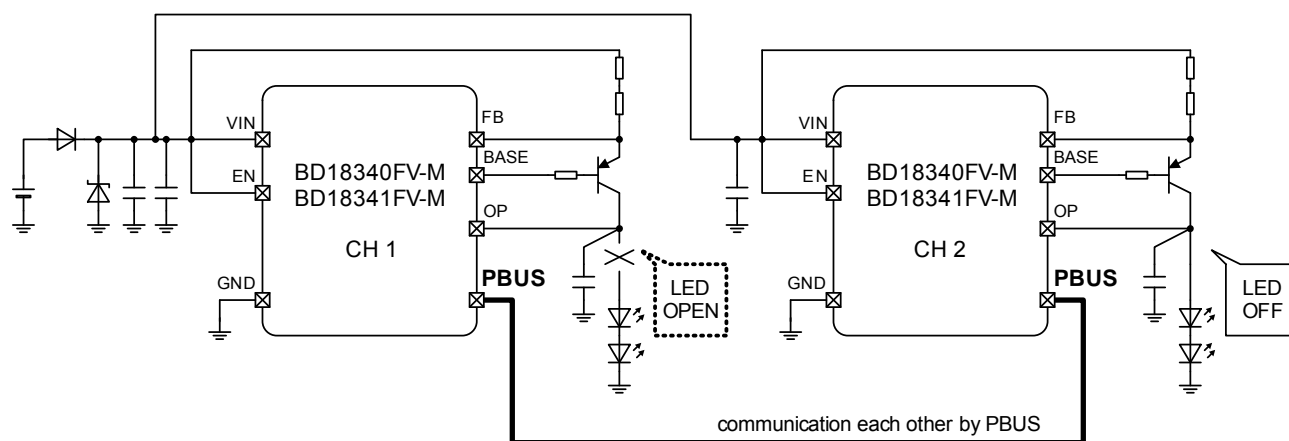 VIN
EN
GND
BD18340FV-M
BD18341FV-M
CH 1
FB
BASE
OP
PBUS
LED
OPEN
VIN
EN
GND
BD18340FV-M
BD18341FV-M
CH 2
FB
BASE
OP
PBUS
LED
OFF
communication each other by PBUS